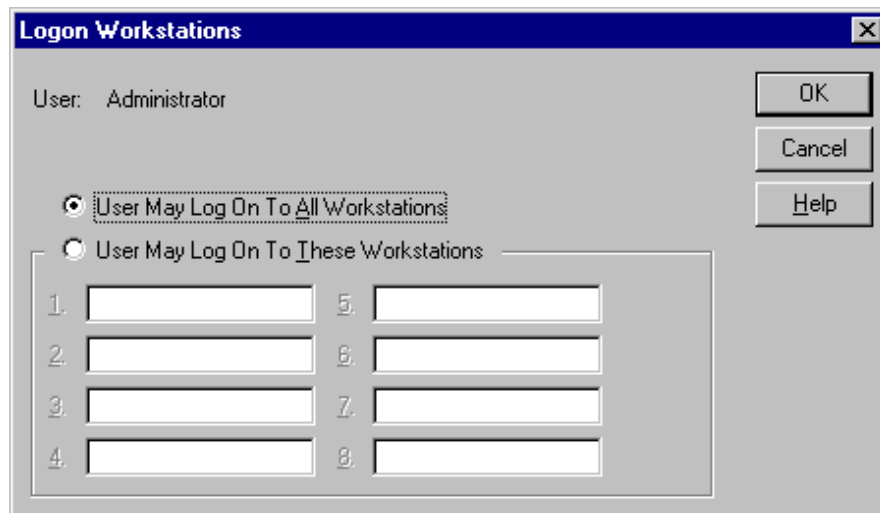 Logon Workstations
User: Administrator
OK
Cancel
User May Log On To All Workstations
Help
User May Log On To These Workstations
1. 5.
2. 6.
3. 7.
4. 8.